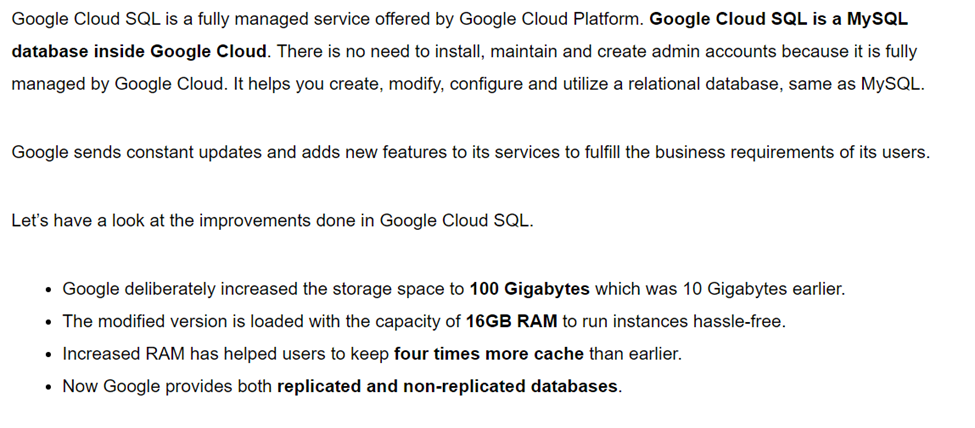 Google Cloud SQL is a fully managed service offered by Google Cloud Platform. Google Cloud SQL is a MySQL
database inside Google Cloud. There is no need to install, maintain and create admin accounts because it is fully
managed by Google Cloud. It helps you create, modify, configure and utilize a relational database, same as MySQL.
Google sends constant updates and adds new features to its services to fulfill the business requirements of its users.
Let's have a look at the improvements done in Google Cloud SQL.
• Google deliberately increased the storage space to 100 Gigabytes which was 10 Gigabytes earlier.
• The modified version is loaded with the capacity of 16GB RAM to run instances hassle-free.
• Increased RAM has helped users to keep four times more cache than earlier.
• Now Google provides both replicated and non-replicated databases.